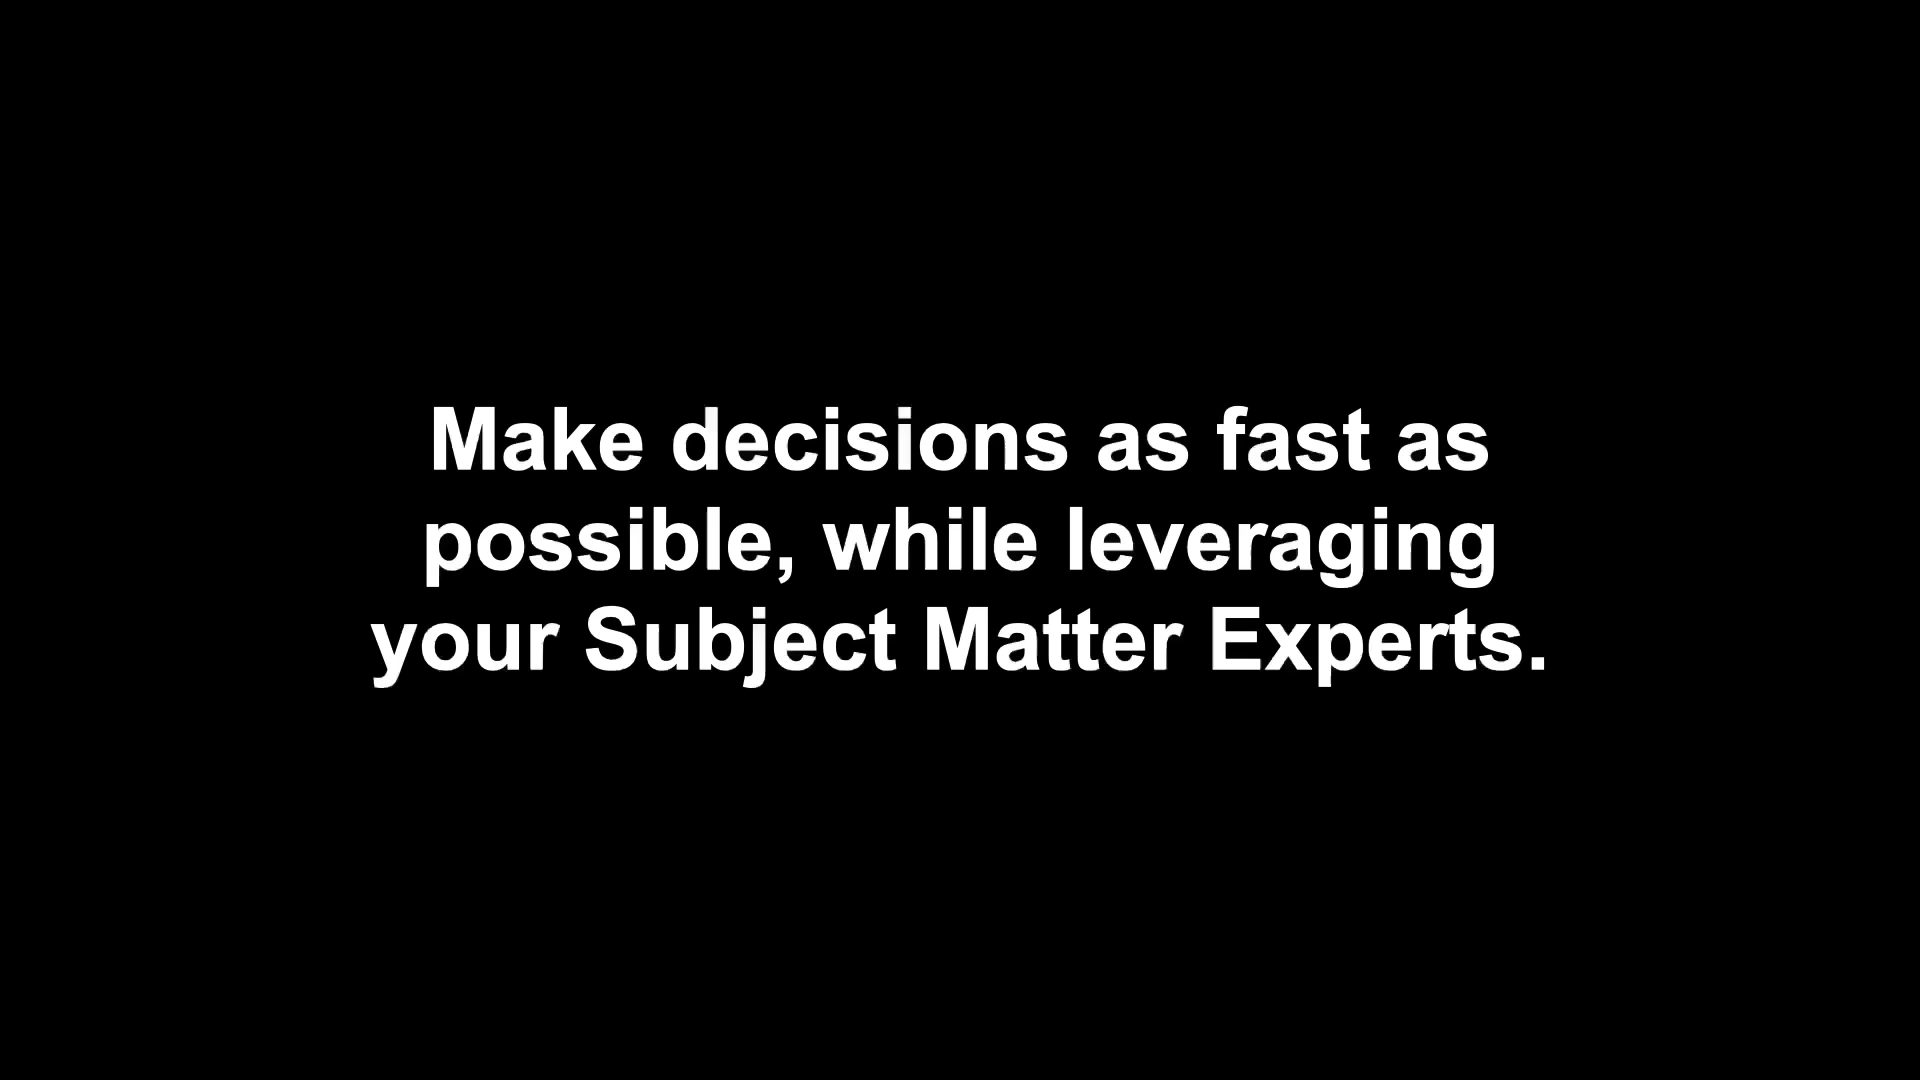 Make decisions as fast as
possible, while leveraging
your Subject Matter Experts.